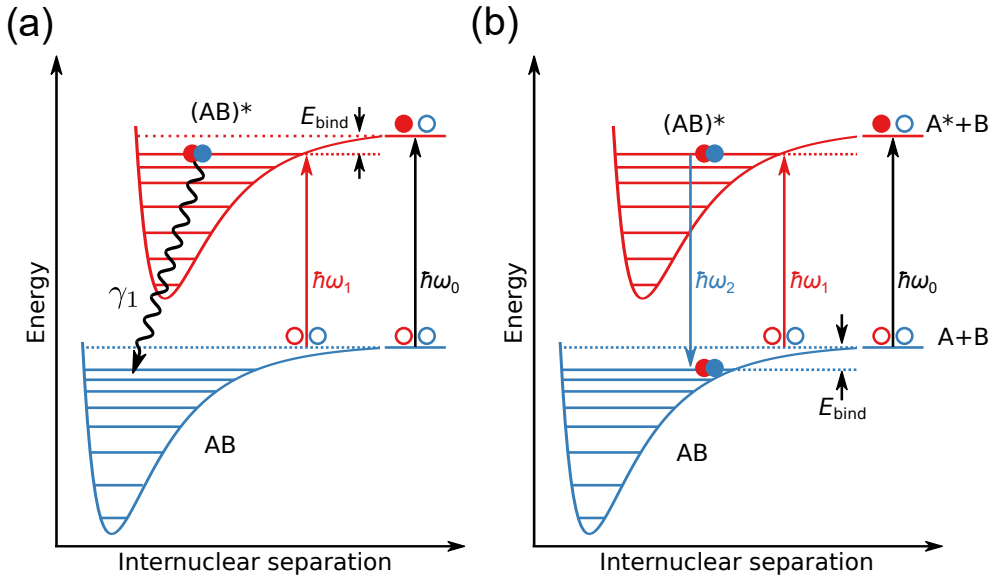 (a)
(AB)*
E_bind
γ₁
ħω₁
ħω₀
AB
Energy
Internuclear separation
(b)
(AB)*
A*+B
ħω₂
ħω₁
ħω₀
A+B
E_bind
AB
Energy
Internuclear separation